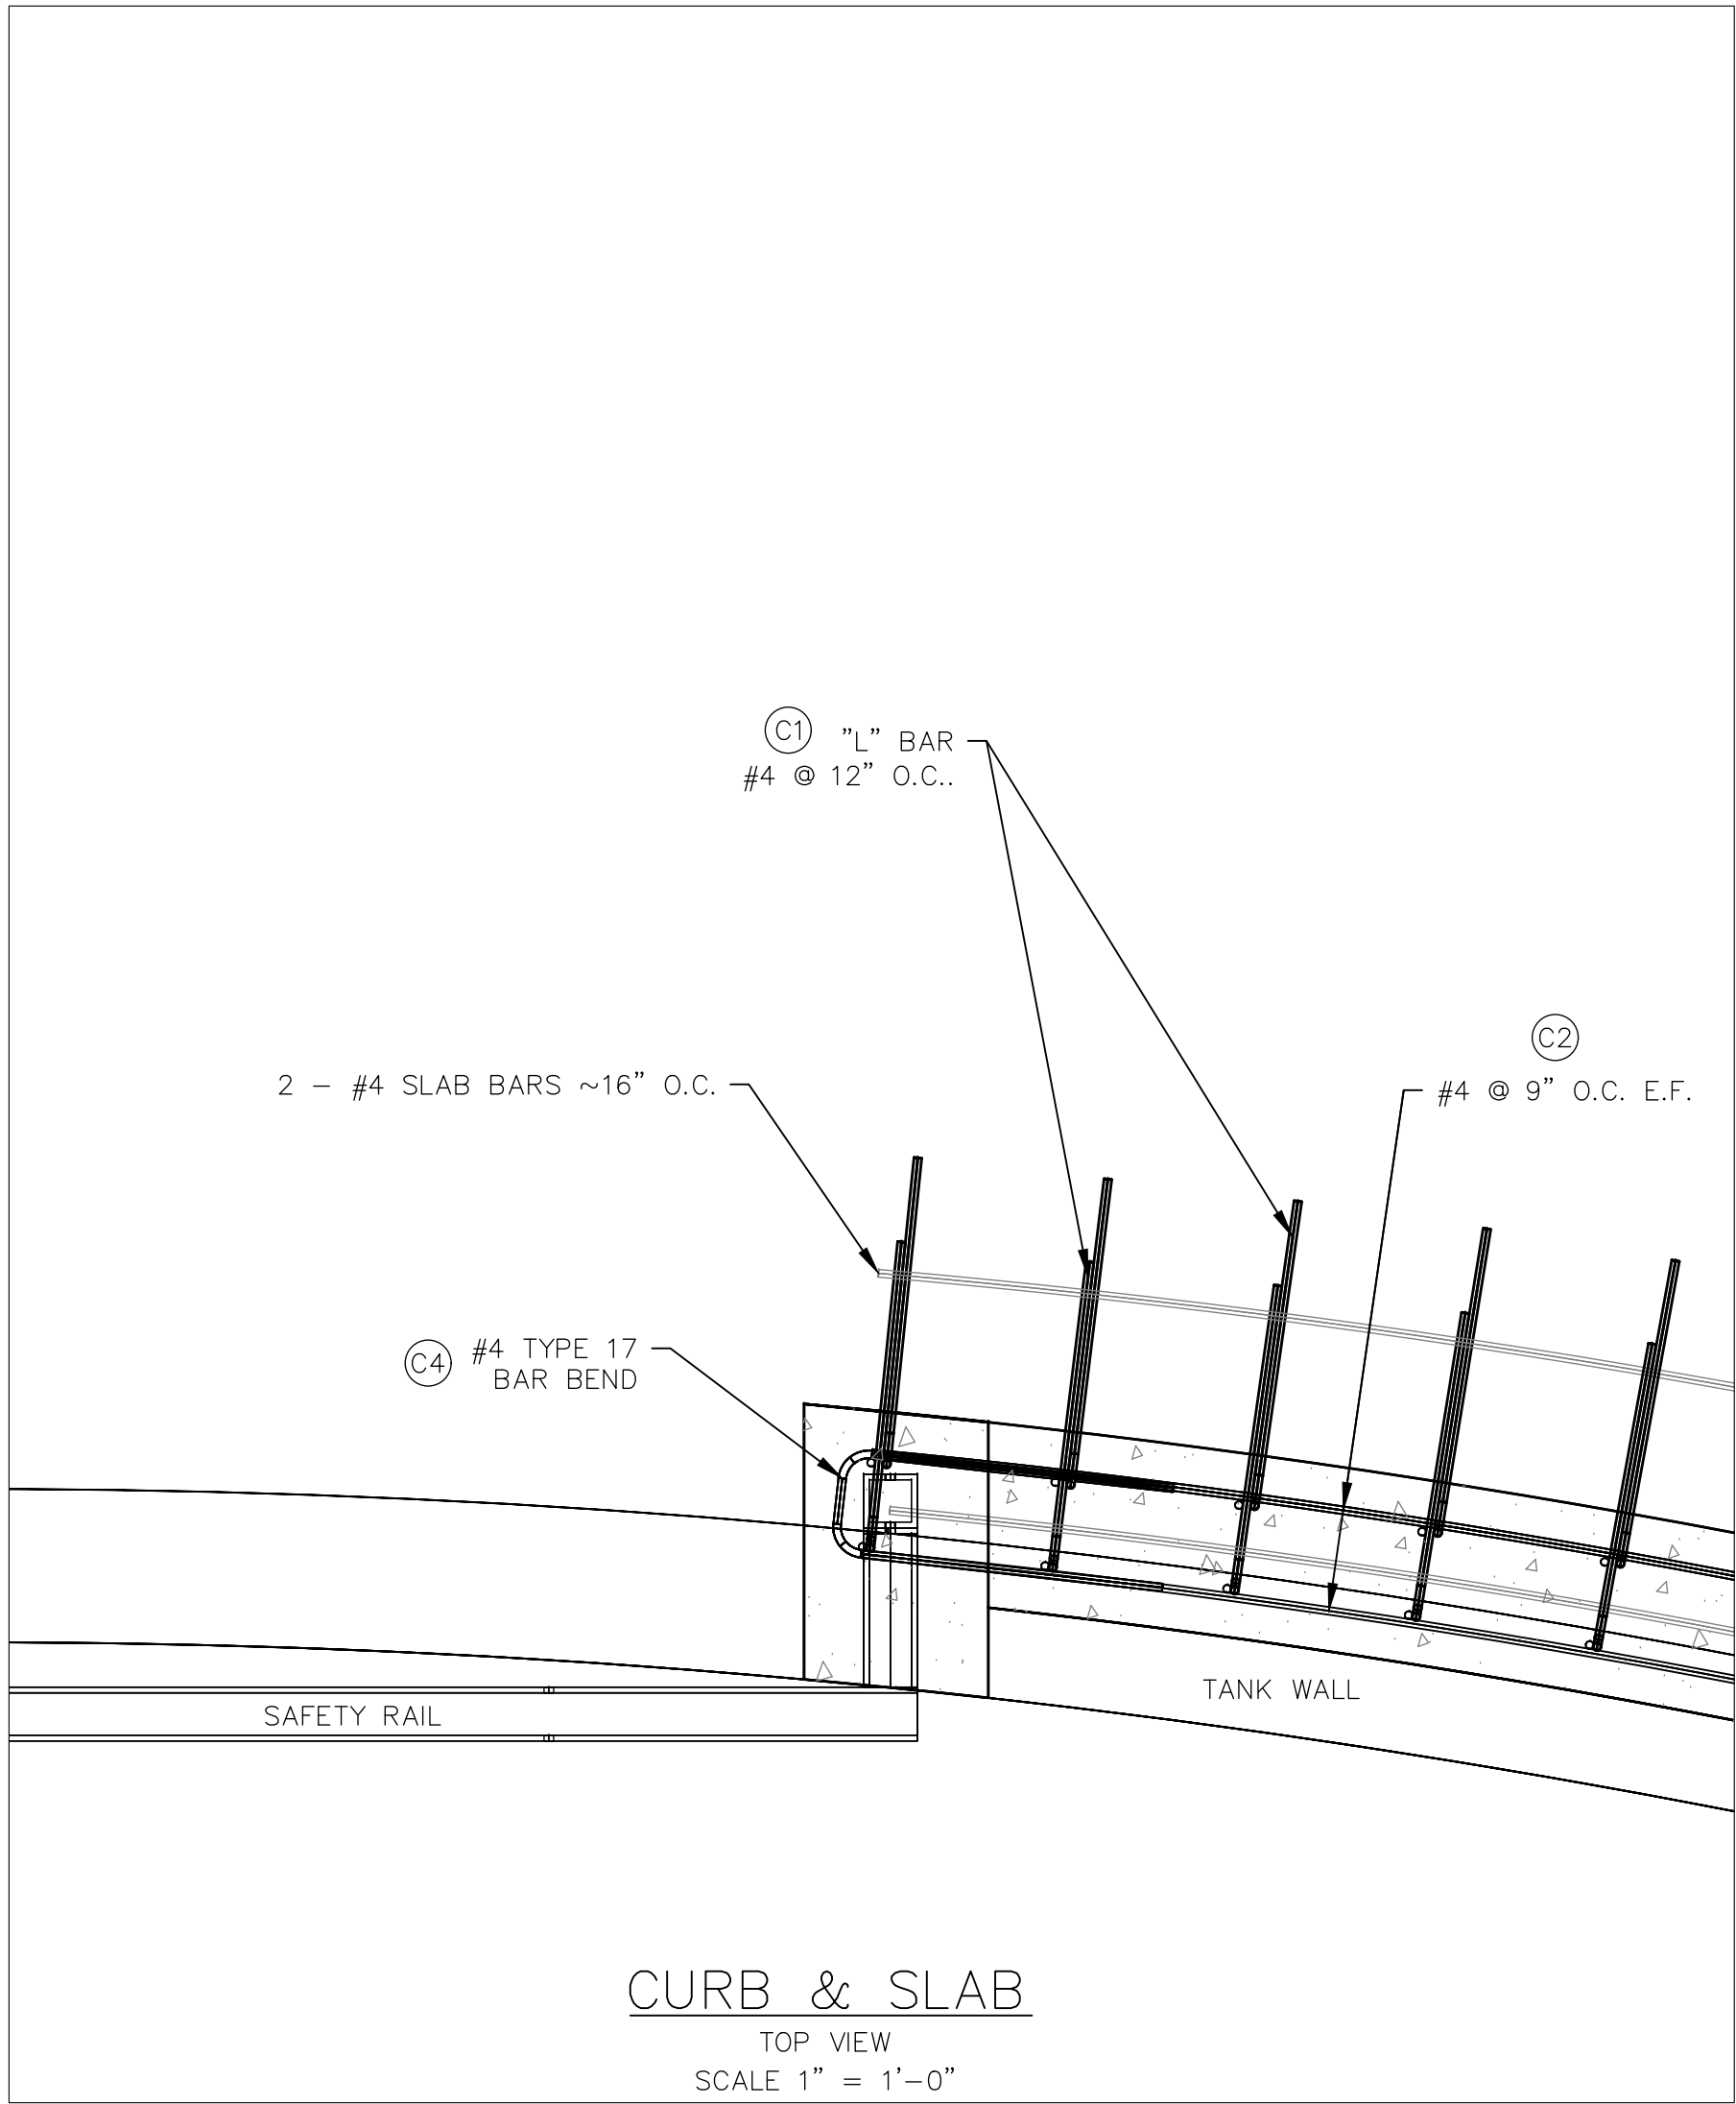 C1 "L" BAR
#4 @ 12" O.C..
C2
#4 @ 9" O.C. E.F.
2 - #4 SLAB BARS ~16" O.C.
C4 #4 TYPE 17
BAR BEND
TANK WALL
SAFETY RAIL
CURB & SLAB
TOP VIEW
SCALE 1" = 1'-0"